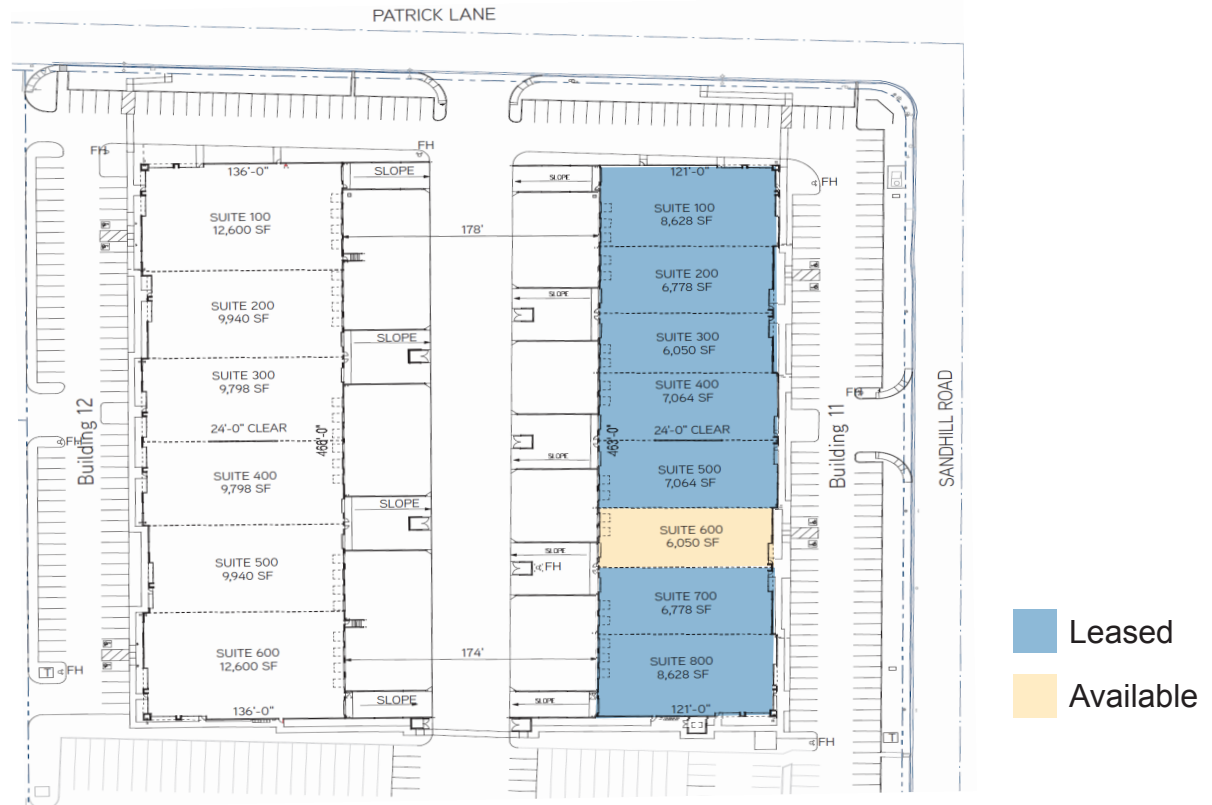 PATRICK LANE
FH
FH
136'-0"
SLOPE
SLOPE
121'-0"
FH
SUITE 100
12,600 SF
SUITE 100
8,628 SF
178'
SUITE 200
9,940 SF
SUITE 200
6,778 SF
SLOPE
SLOPE
SUITE 300
9,798 SF
SUITE 300
6,050 SF
SUITE 400
7,064 SF
FH
24'-0" CLEAR
466'-0"
463'-0"
24'-0" CLEAR
FH
Building 12
Building 11
SANDHILL ROAD
SLOPE
SUITE 400
9,798 SF
SUITE 500
7,064 SF
SLOPE
SUITE 600
6,050 SF
SLOPE
FH
SUITE 500
9,940 SF
SUITE 700
6,778 SF
SUITE 600
12,600 SF
174'
SUITE 800
8,628 SF
FH
T
SLOPE
SLOPE
136'-0"
121'-0"
FH
T
Leased
Available